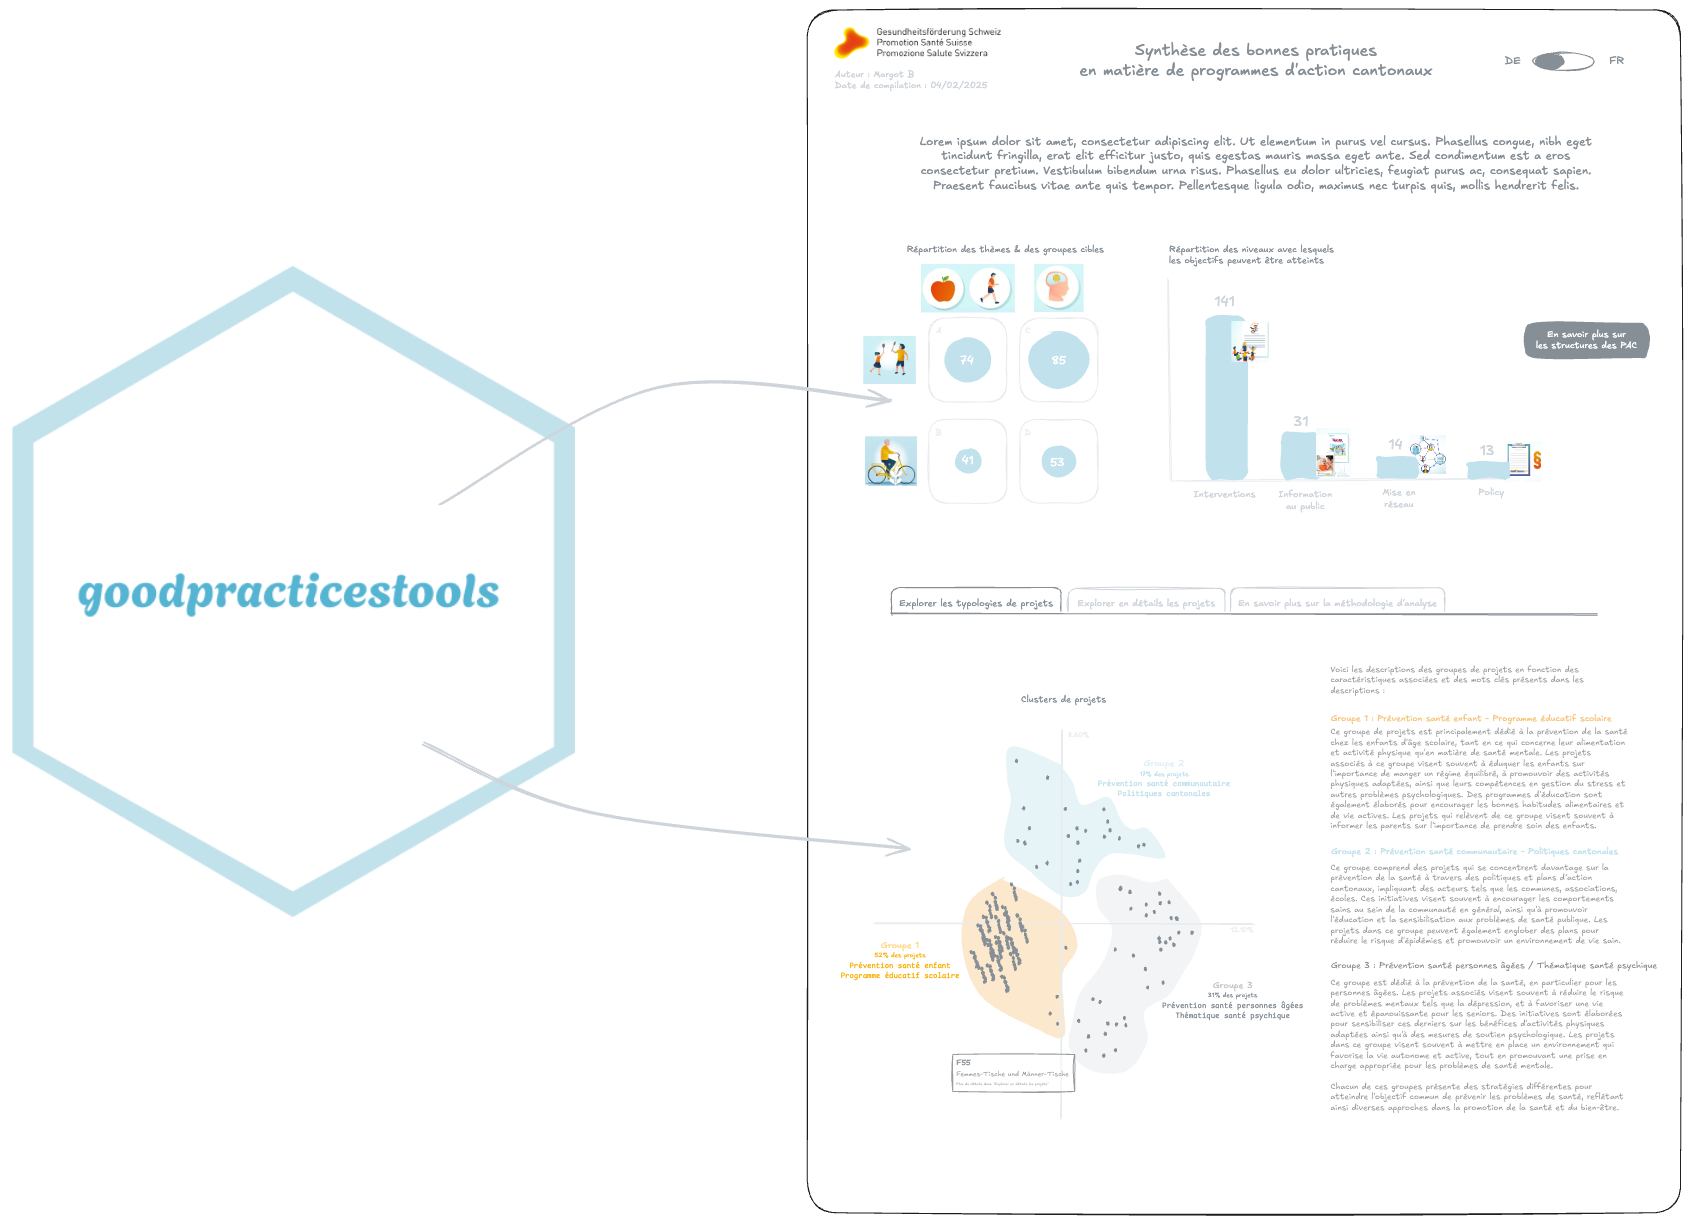 goodpracticestools
Gesundheitsförderung Schweiz
Promotion Santé Suisse
Promozione Salute Svizzera
Auteur : Margot B
Date de compilation : 04/02/2025
Synthèse des bonnes pratiques
en matière de programmes d'action cantonaux
DE
FR
Lorem ipsum dolor sit amet, consectetur adipiscing elit. Ut elementum in purus vel cursus. Phasellus congue, nibh eget
tincidunt fringilla, erat elit efficitur justo, quis egestas mauris massa eget ante. Sed condimentum est a eros
consectetur pretium. Vestibulum bibendum urna risus. Phasellus eu dolor ultricies, feugiat purus ac, consequat sapien.
Praesent faucibus vitae ante quis tempor. Pellentesque ligula odio, maximus nec turpis quis, mollis hendrerit felis.
Répartition des thèmes & des groupes cibles
A
74
C
85
B
41
D
53
Répartition des niveaux avec lesquels
les objectifs peuvent être atteints
141
31
14
13
Interventions
Information
au public
Mise en
réseau
Policy
En savoir plus sur
les structures des PAC
Explorer les typologies de projets
Explorer en détails les projets
En savoir plus sur la méthodologie d'analyse
Clusters de projets
8.60%
12.10%
Groupe 2
17% des projets
Prévention santé communautaire
Politiques cantonales
Groupe 1
52% des projets
Prévention santé enfant
Programme éducatif scolaire
Groupe 3
31% des projets
Prévention santé personnes âgées
Thématique santé psychique
F55
Femmes-Tische und Männer-Tische
Plus de détails dans "Explorer en détails les projets"
Voici les descriptions des groupes de projets en fonction des
caractéristiques associées et des mots clés présents dans les
descriptions :
Groupe 1 : Prévention santé enfant - Programme éducatif scolaire
Ce groupe de projets est principalement dédié à la prévention de la santé
chez les enfants d'âge scolaire, tant en ce qui concerne leur alimentation
et activité physique qu'en matière de santé mentale. Les projets
associés à ce groupe visent souvent à éduquer les enfants sur
l'importance de manger un régime équilibré, à promouvoir des activités
physiques adaptées, ainsi que leurs compétences en gestion du stress et
autres problèmes psychologiques. Des programmes d'éducation sont
également élaborés pour encourager les bonnes habitudes alimentaires et
de vie actives. Les projets qui relèvent de ce groupe visent souvent à
informer les parents sur l'importance de prendre soin des enfants.
Groupe 2 : Prévention santé communautaire - Politiques cantonales
Ce groupe comprend des projets qui se concentrent davantage sur la
prévention de la santé à travers des politiques et plans d'action
cantonaux, impliquant des acteurs tels que les communes, associations,
écoles. Ces initiatives visent souvent à encourager les comportements
sains au sein de la communauté en général, ainsi qu'à promouvoir
l'éducation et la sensibilisation aux problèmes de santé publique. Les
projets dans ce groupe peuvent également englober des plans pour
réduire le risque d'épidémies et promouvoir un environnement de vie sain.
Groupe 3 : Prévention santé personnes âgées / Thématique santé psychique
Ce groupe est dédié à la prévention de la santé, en particulier pour les
personnes âgées. Les projets associés visent souvent à réduire le risque
de problèmes mentaux tels que la dépression, et à favoriser une vie
active et épanouissante pour les seniors. Des initiatives sont élaborées
pour sensibiliser ces derniers sur les bénéfices d'activités physiques
adaptées ainsi qu'à des mesures de soutien psychologique. Les projets
dans ce groupe visent souvent à mettre en place un environnement qui
favorise la vie autonome et active, tout en promouvant une prise en
charge appropriée pour les problèmes de santé mentale.
Chacun de ces groupes présente des stratégies différentes pour
atteindre l'objectif commun de prévenir les problèmes de santé, reflétant
ainsi diverses approches dans la promotion de la santé et du bien-être.